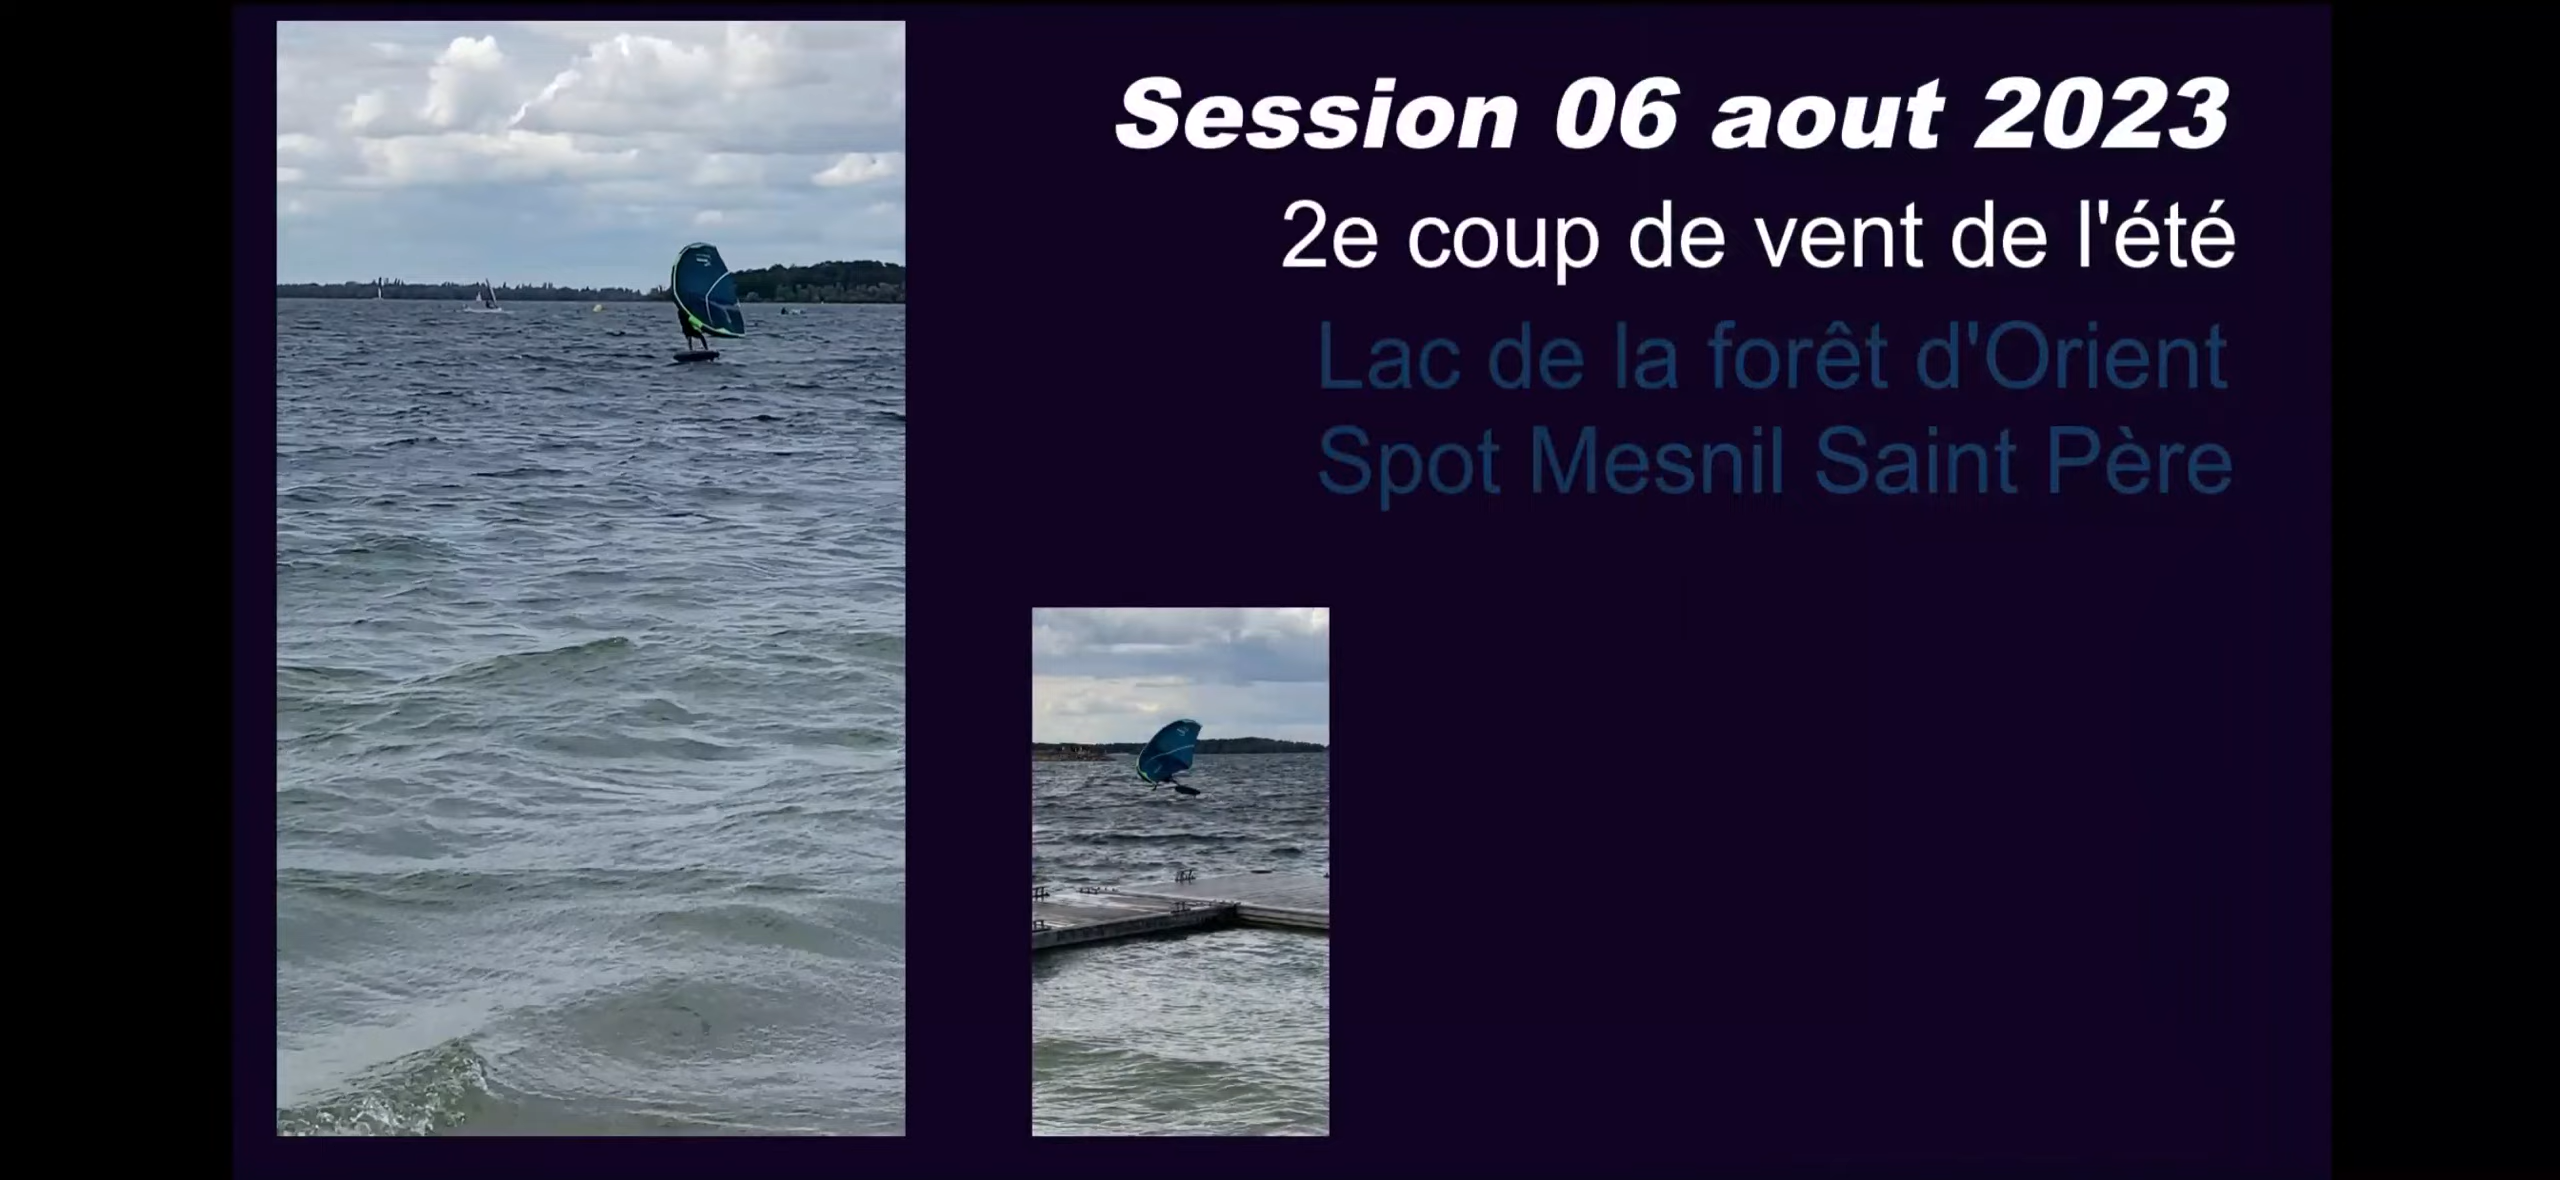 Session 06 aout 2023
2e coup de vent de l'été
Lac de la forêt d'Orient
Spot Mesnil Saint Père